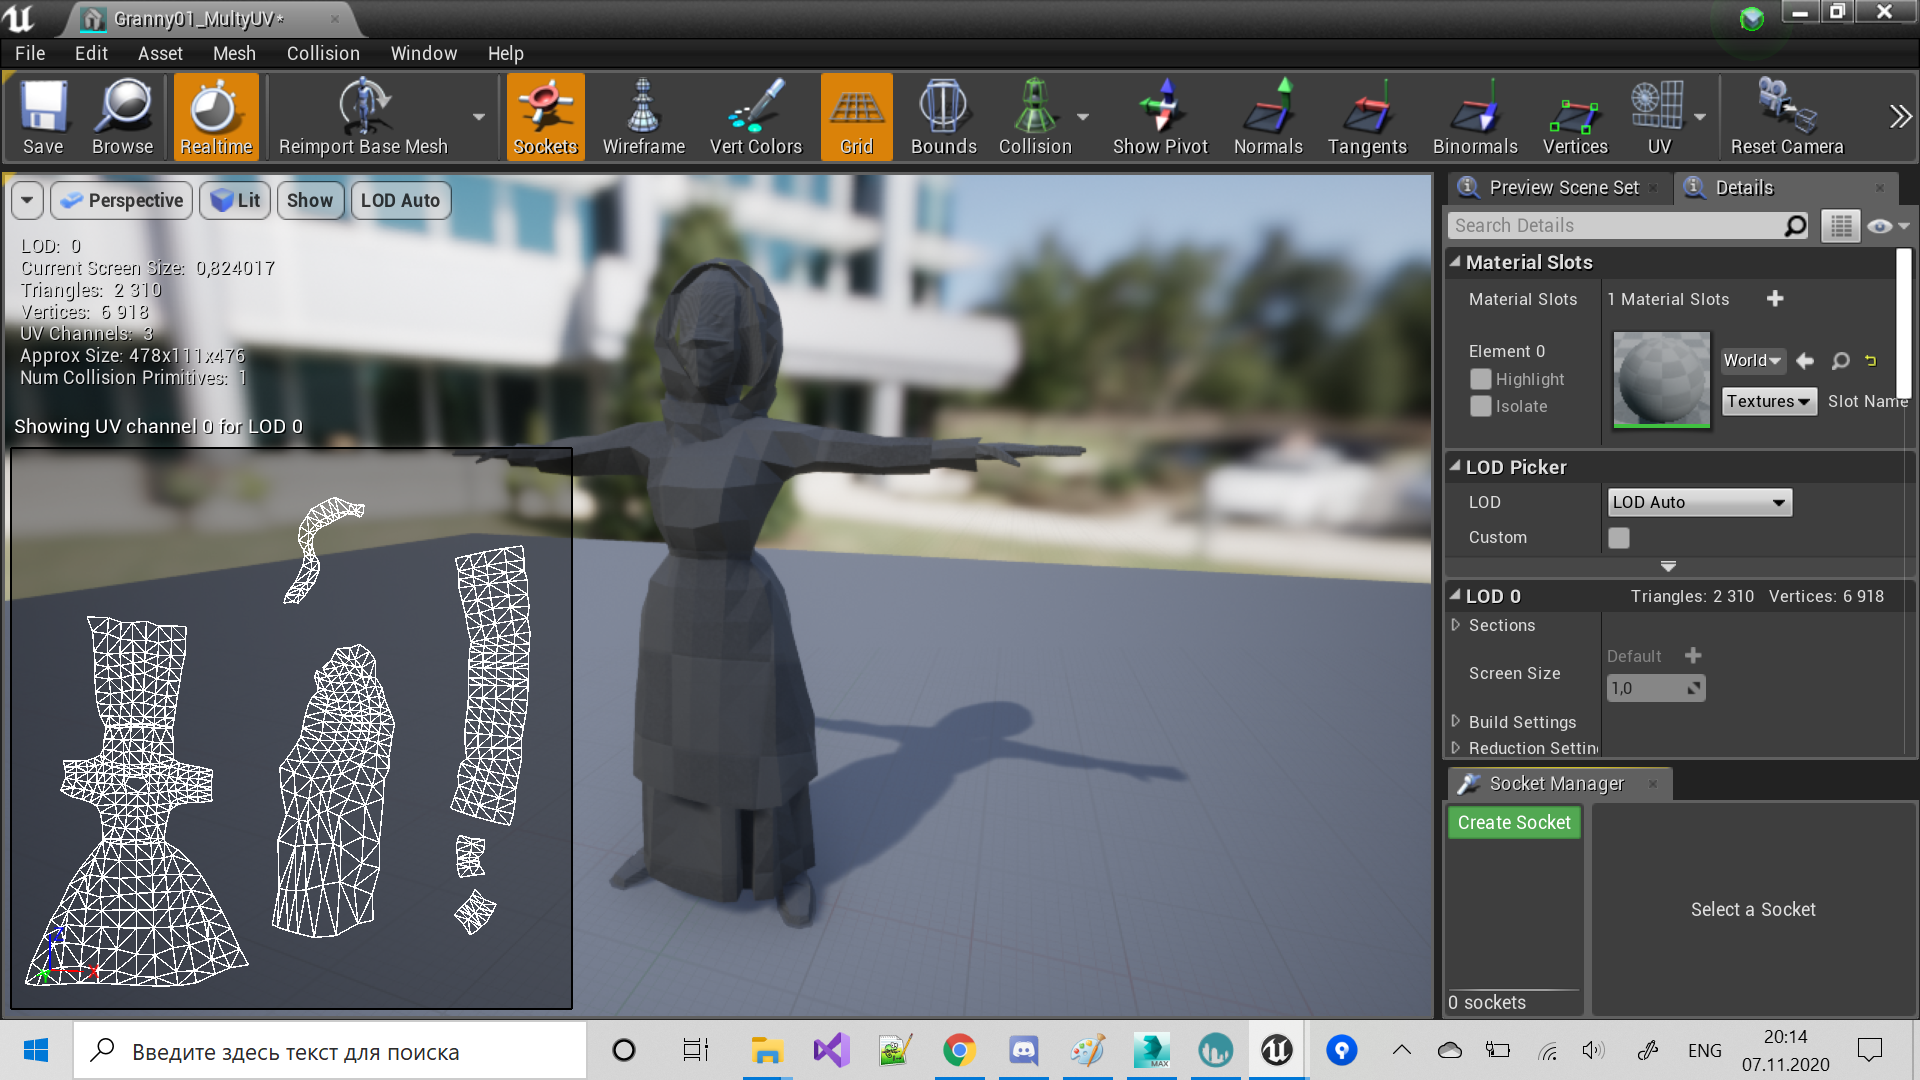 Granny01_MultyUV*
File Edit Asset Mesh Collision Window Help
Save Browse Realtime Reimport Base Mesh Sockets Wireframe Vert Colors Grid Bounds Collision Show Pivot Normals Tangents Binormals Vertices UV Reset Camera
Perspective Lit Show LOD Auto
LOD: 0
Current Screen Size: 0,824017
Triangles: 2 310
Vertices: 6 918
UV Channels: 3
Approx Size: 478x111x476
Num Collision Primitives: 1
Showing UV channel 0 for LOD 0
Z
Y X
Preview Scene Set Details
Search Details
Material Slots
Material Slots 1 Material Slots
Element 0
Highlight
Isolate
World
Textures Slot Name
LOD Picker
LOD LOD Auto
Custom
LOD 0 Triangles: 2 310 Vertices: 6 918
Sections
Screen Size
Default
1,0
Build Settings
Reduction Settin
Socket Manager
Create Socket
Select a Socket
0 sockets
Введите здесь текст для поиска
MAX
ENG
20:14
07.11.2020